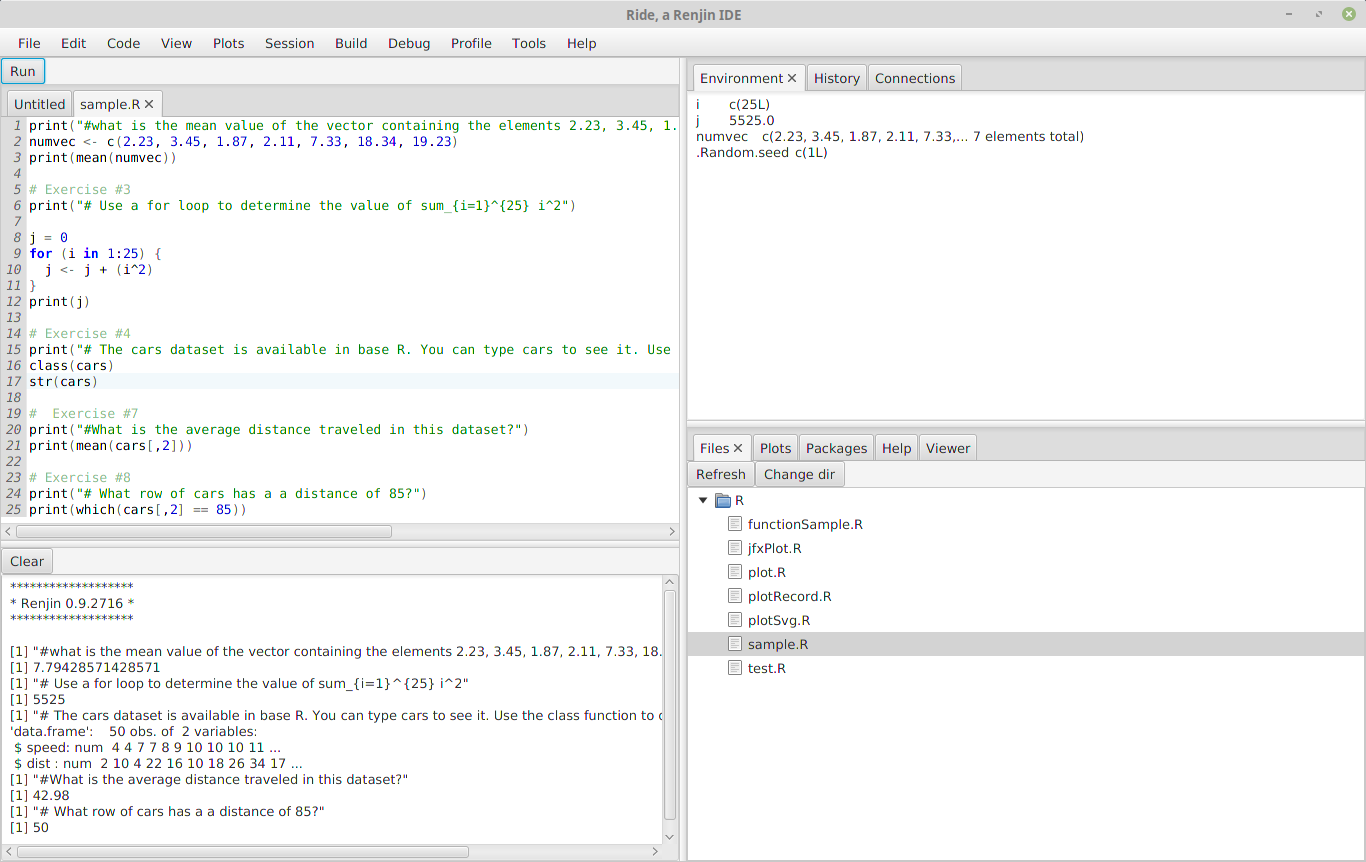 Ride, a Renjin IDE
File Edit Code View Plots Session Build Debug Profile Tools Help
Run
Untitled sample.R
1 print("#what is the mean value of the vector containing the elements 2.23, 3.45, 1.
2 numvec <- c(2.23, 3.45, 1.87, 2.11, 7.33, 18.34, 19.23)
3 print(mean(numvec))
4
5 # Exercise #3
6 print("# Use a for loop to determine the value of sum_{i=1}^{25} i^2")
7
8 j = 0
9 for (i in 1:25) {
10   j <- j + (i^2)
11 }
12 print(j)
13
14 # Exercise #4
15 print("# The cars dataset is available in base R. You can type cars to see it. Use
16 class(cars)
17 str(cars)
18
19 #  Exercise #7
20 print("#What is the average distance traveled in this dataset?")
21 print(mean(cars[,2]))
22
23 # Exercise #8
24 print("# What row of cars has a a distance of 85?")
25 print(which(cars[,2] == 85))
Clear
*******************
* Renjin 0.9.2716 *
*******************
[1] "#what is the mean value of the vector containing the elements 2.23, 3.45, 1.87, 2.11, 7.33, 18.
[1] 7.79428571428571
[1] "# Use a for loop to determine the value of sum_{i=1}^{25} i^2"
[1] 5525
[1] "# The cars dataset is available in base R. You can type cars to see it. Use the class function to
'data.frame':    50 obs. of  2 variables:
 $ speed: num  4 4 7 7 8 9 10 10 10 11 ...
 $ dist : num  2 10 4 22 16 10 18 26 34 17 ...
[1] "#What is the average distance traveled in this dataset?"
[1] 42.98
[1] "# What row of cars has a a distance of 85?"
[1] 50
Environment History Connections
i c(25L)
j 5525.0
numvec c(2.23, 3.45, 1.87, 2.11, 7.33,... 7 elements total)
.Random.seed c(1L)
Files Plots Packages Help Viewer
Refresh Change dir
R
functionSample.R
jfxPlot.R
plot.R
plotRecord.R
plotSvg.R
sample.R
test.R